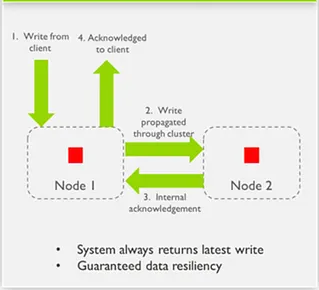 1. Write from
client
4. Acknowledged
to client
2. Write
propagated
through cluster
Node 1
Node 2
3. Internal
acknowledgement
• System always returns latest write
• Guaranteed data resiliency